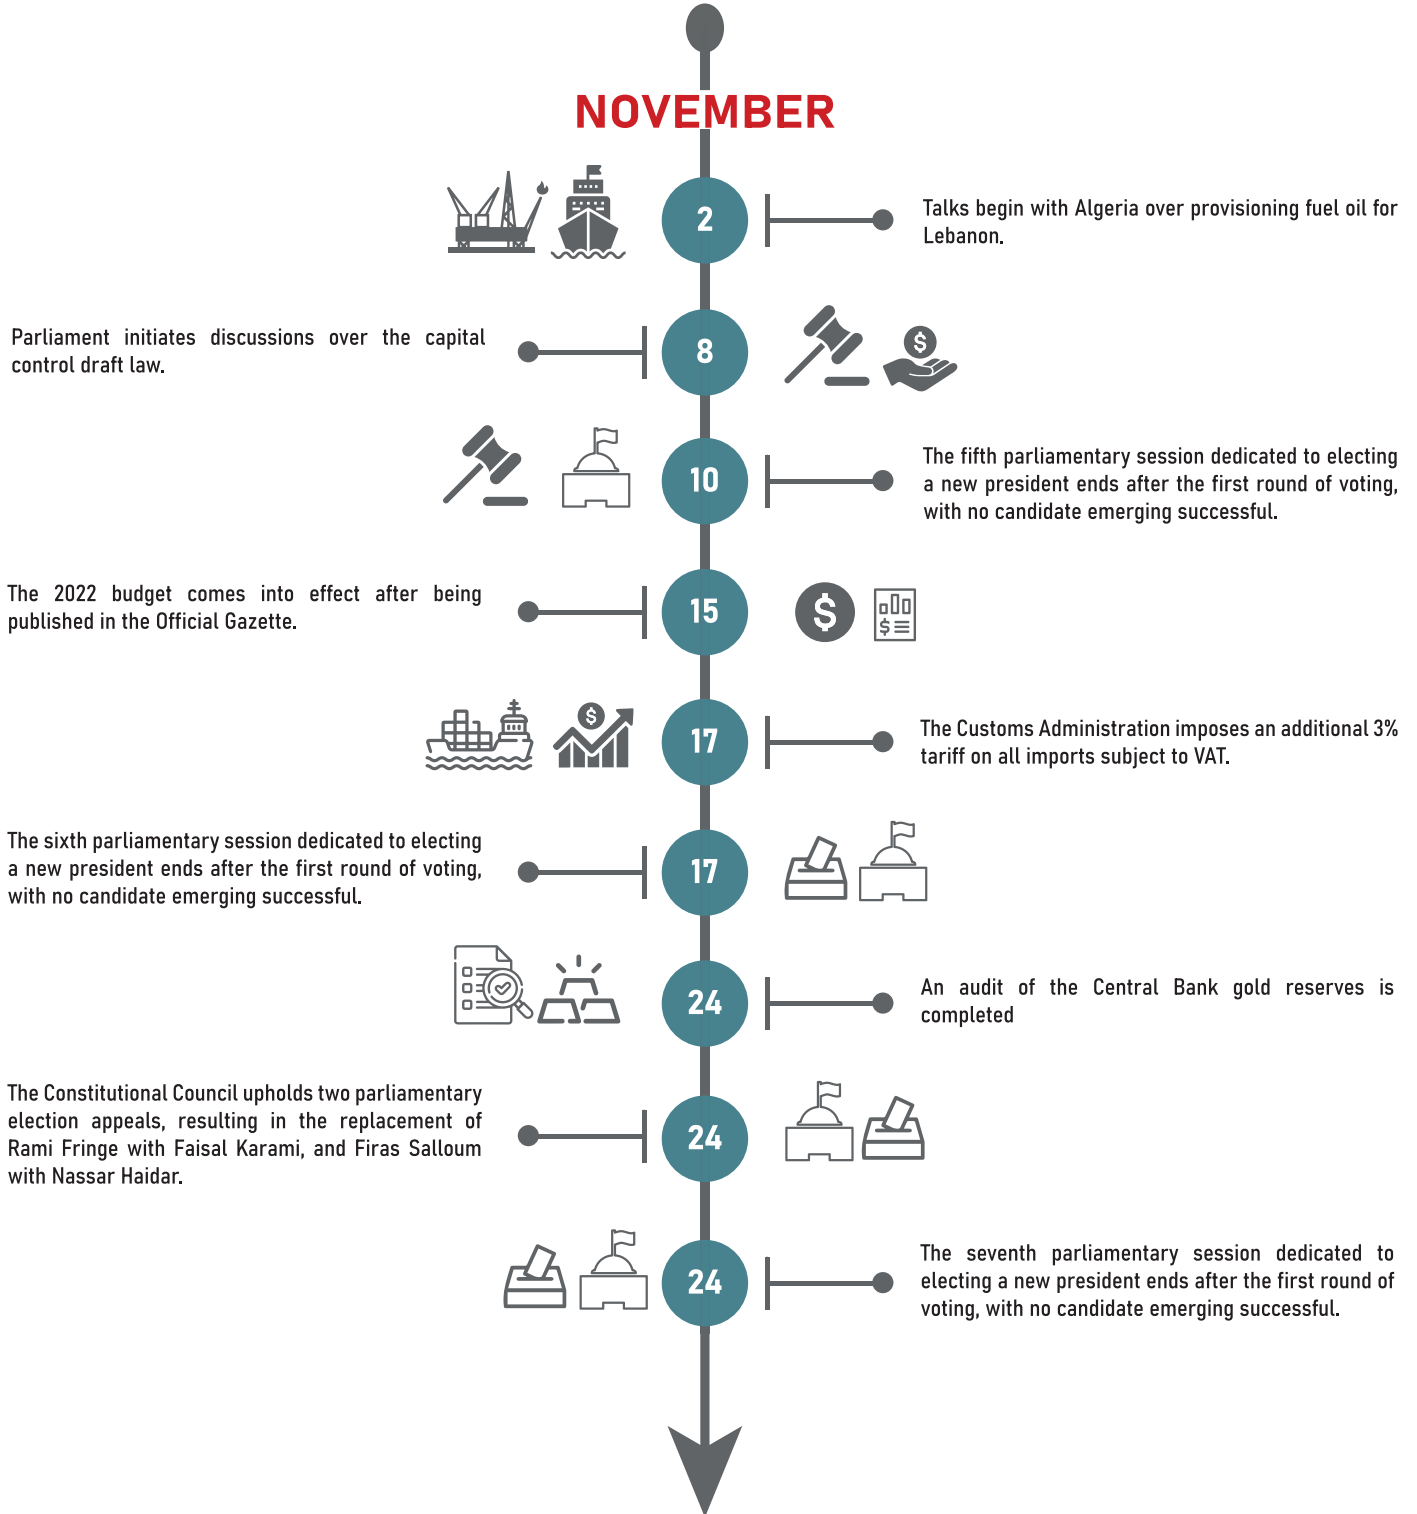 NOVEMBER
2
Talks begin with Algeria over provisioning fuel oil for
Lebanon.
Parliament initiates discussions over the capital
control draft law.
8
$
10
The fifth parliamentary session dedicated to electing
a new president ends after the first round of voting,
with no candidate emerging successful.
The 2022 budget comes into effect after being
published in the Official Gazette.
15
$
$
$
17
The Customs Administration imposes an additional 3%
tariff on all imports subject to VAT.
The sixth parliamentary session dedicated to electing
a new president ends after the first round of voting,
with no candidate emerging successful.
17
24
An audit of the Central Bank gold reserves is
completed
The Constitutional Council upholds two parliamentary
election appeals, resulting in the replacement of
Rami Fringe with Faisal Karami, and Firas Salloum
with Nassar Haidar.
24
24
The seventh parliamentary session dedicated to
electing a new president ends after the first round of
voting, with no candidate emerging successful.